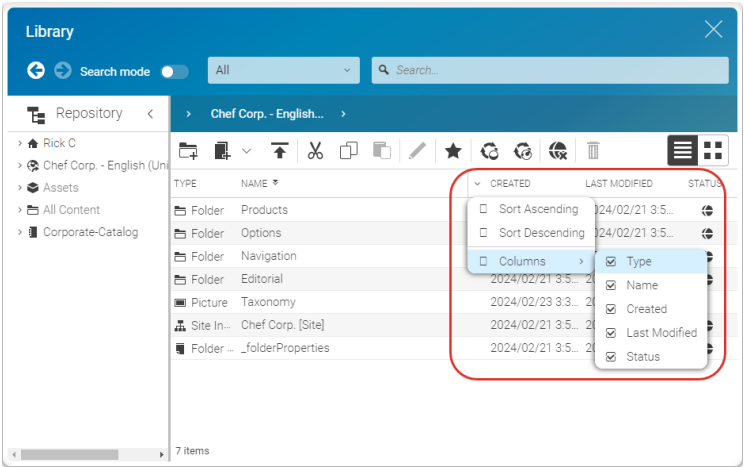 Library
Search mode
All
Search...
Repository
Chef Corp. - English...
Rick C
Chef Corp. - English (Uni
Assets
All Content
Corporate-Catalog
TYPE NAME CREATED LAST MODIFIED STATUS
Folder Products 2024/02/21 3:5...
Folder Options 2024/02/21 3:5...
Folder Navigation
Folder Editorial 2024/02/21 3:5...
Picture Taxonomy 2024/02/23 3:3...
Site In... Chef Corp. [Site] 2024/02/21 3:5...
Folder ... _folderProperties 2024/02/21 3:5...
Sort Ascending
Sort Descending
Columns
Type
Name
Created
Last Modified
Status
7 items